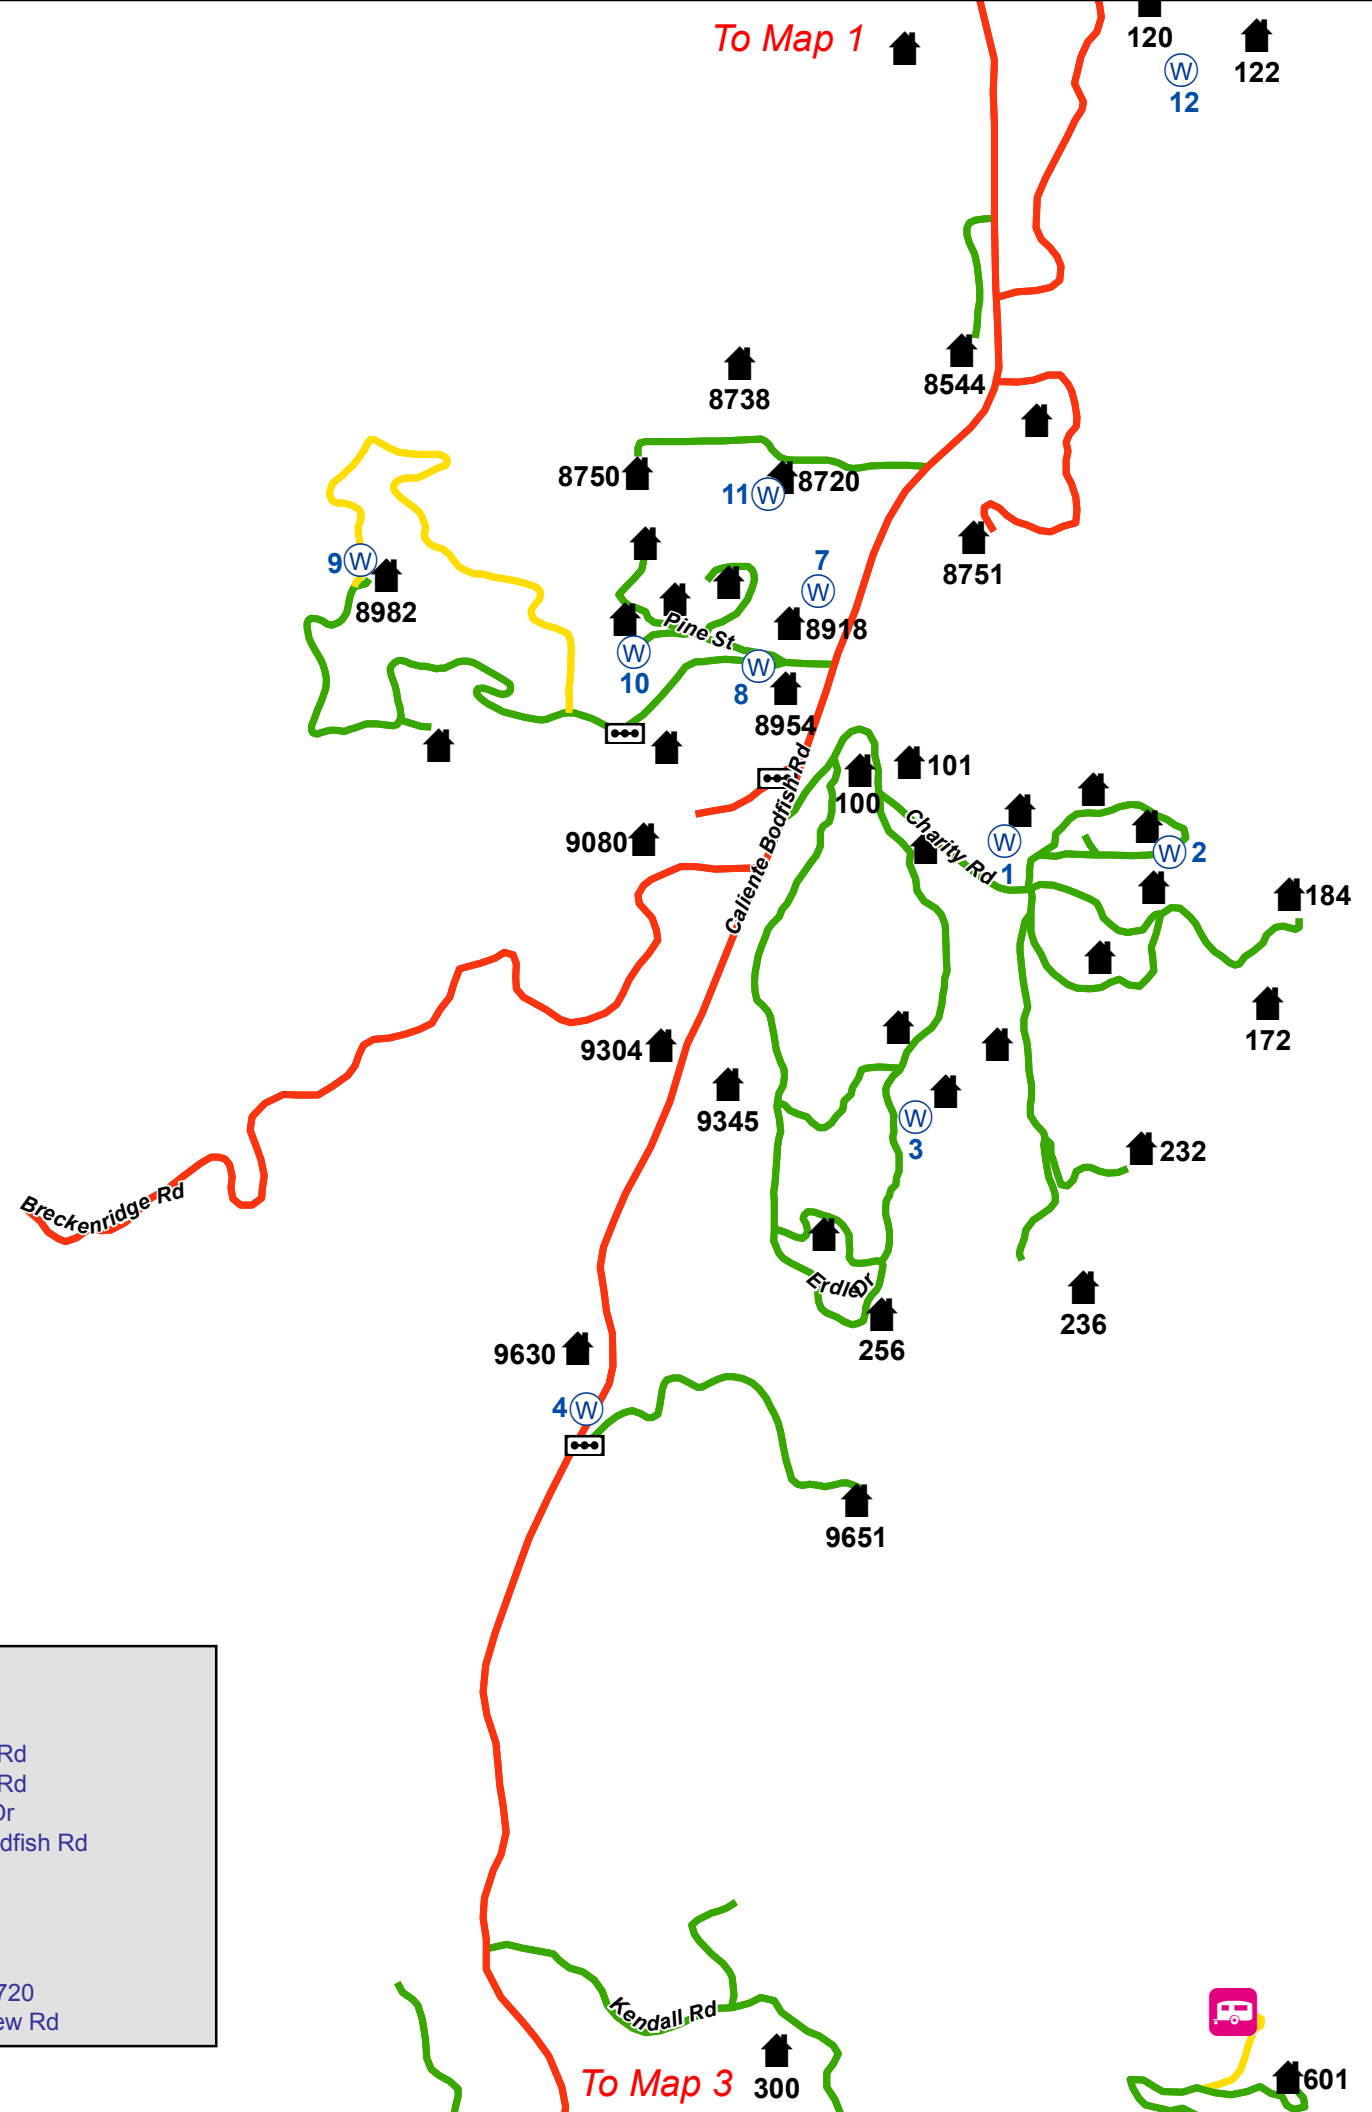 To Map 1
120
122
W
12
8544
8738
8750
8720
11 W
8751
9 W
8982
7
W
8918
Pine St
W
10
W
8
8954
Caliente Bodfish Rd
101
100
Charity Rd
9080
W
1
W 2
184
172
9304
9345
W
3
232
Breckenridge Rd
Erdle Dr
236
256
9630
4 W
9651
Rd
Rd
Dr
dfish Rd
720
ew Rd
Kendall Rd
To Map 3
300
601